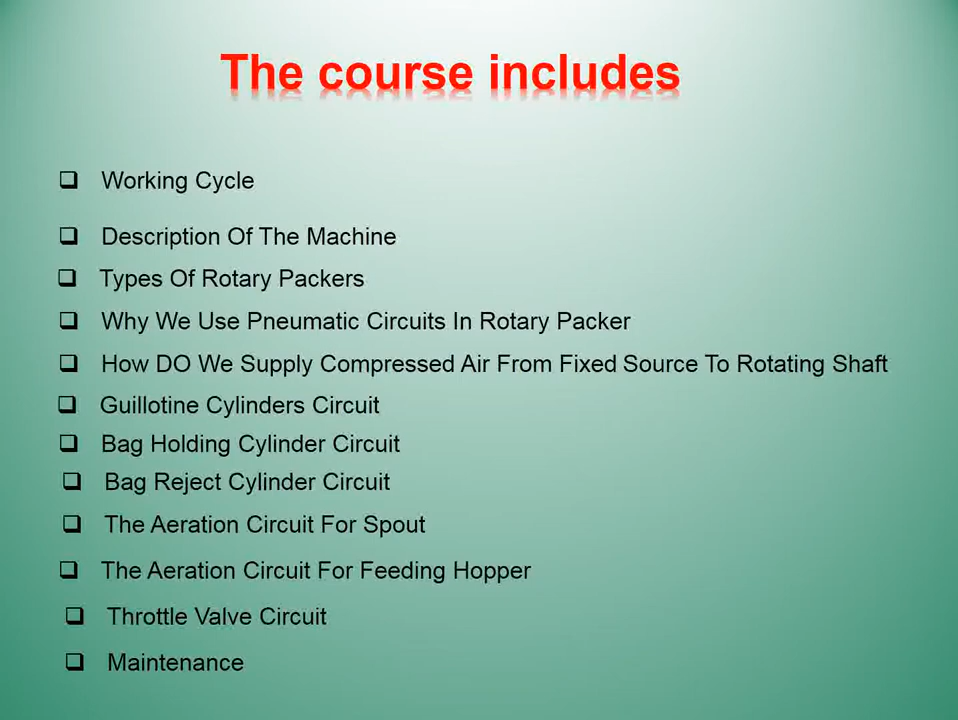 The course includes
Working Cycle
Description Of The Machine
Types Of Rotary Packers
Why We Use Pneumatic Circuits In Rotary Packer
How DO We Supply Compressed Air From Fixed Source To Rotating Shaft
Guillotine Cylinders Circuit
Bag Holding Cylinder Circuit
Bag Reject Cylinder Circuit
The Aeration Circuit For Spout
The Aeration Circuit For Feeding Hopper
Throttle Valve Circuit
Maintenance